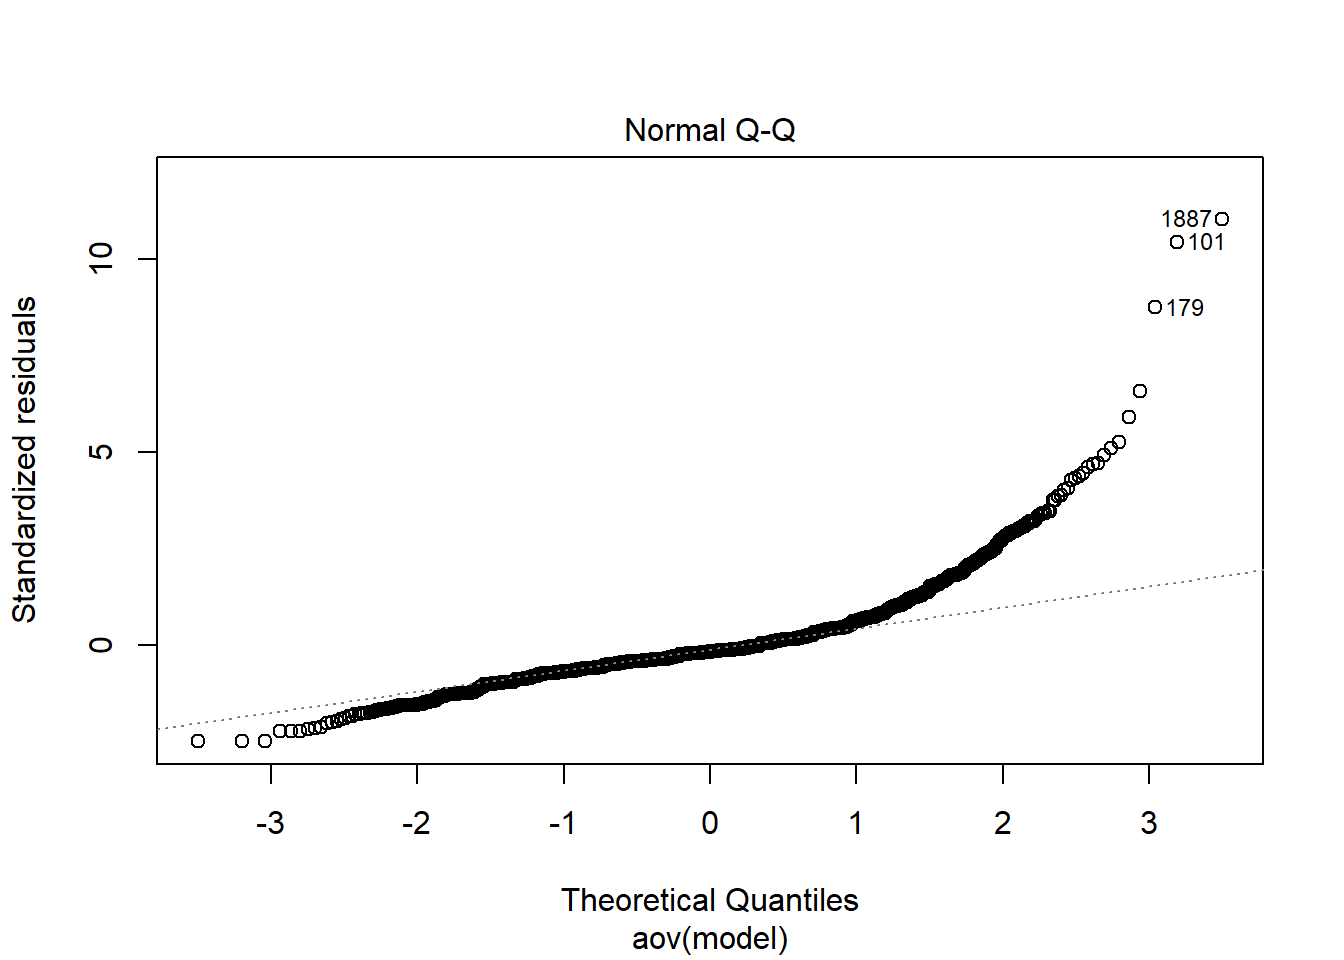 Normal Q-Q
Standardized residuals
10
5
0
1887
101
179
-3 -2 -1 0 1 2 3
Theoretical Quantiles
aov(model)